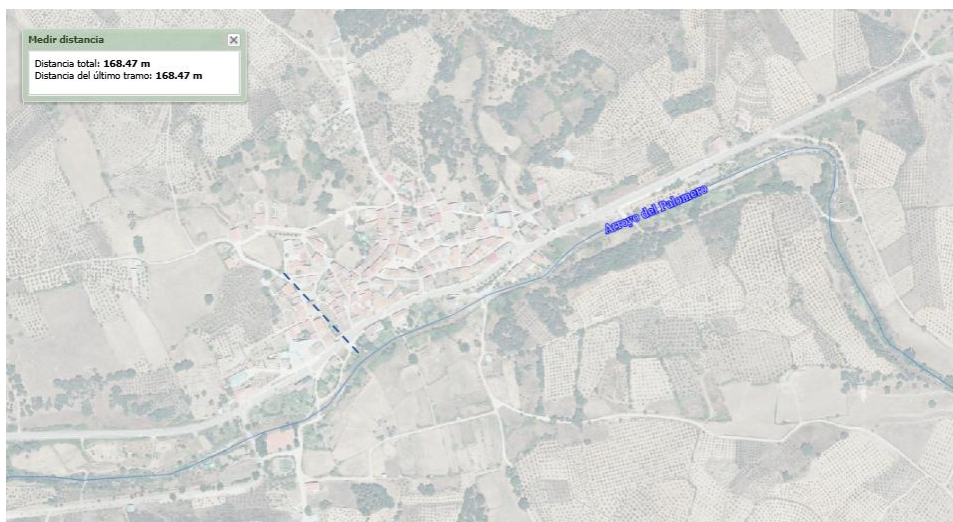 Medir distancia
Distancia total: 168.47 m
Distancia del último tramo: 168.47 m
Arroyo del Palomero